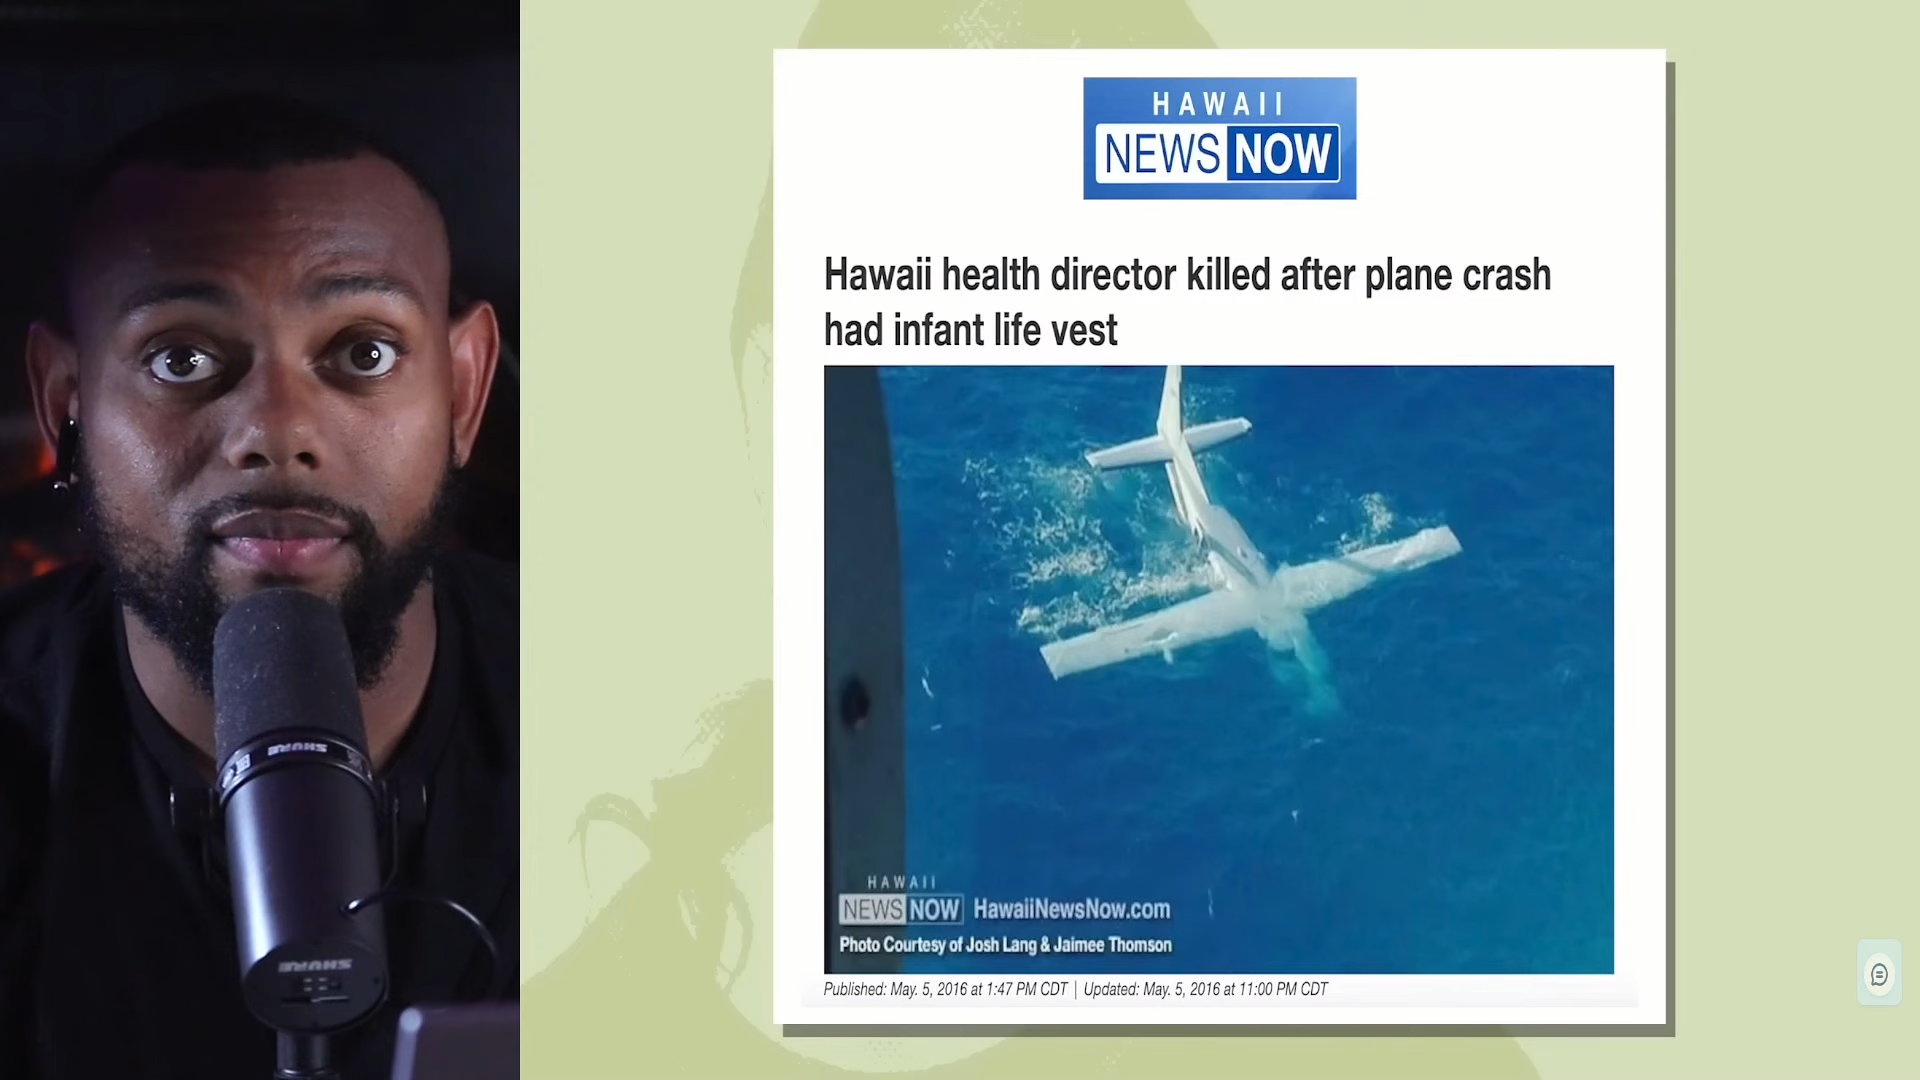 HAWAII
NEWS NOW
Hawaii health director killed after plane crash
had infant life vest
HAWAII
NEWS NOW HawaiiNewsNow.com
Photo Courtesy of Josh Lang & Jaimee Thomson
Published: May. 5, 2016 at 1:47 PM CDT | Updated: May. 5, 2016 at 11:00 PM CDT
SHURE
SHURE